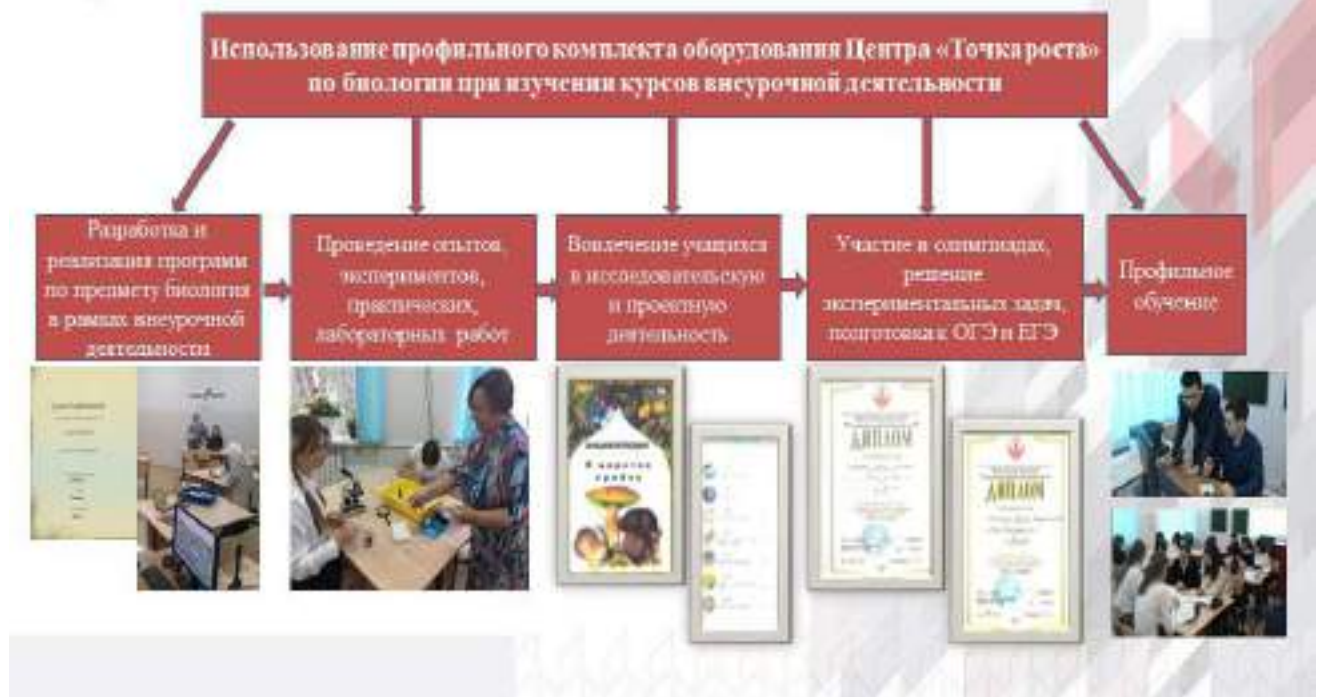 Использование профильного комплекта оборудования Центра «Точка роста»
по биологии при изучении курсов внеурочной деятельности
Разработка и
реализация программ
по предмету биология
в рамках внеурочной
деятельности
Проведение опытов,
экспериментов,
практических,
лабораторных работ
Вовлечение учащихся
в исследовательскую
и проектную
деятельность
Участие в олимпиадах,
решение
экспериментальных задач,
подготовка к ОГЭ и ЕГЭ
Профильное
обучение
В царстве
грибов
ДИПЛОМ
ДИПЛОМ